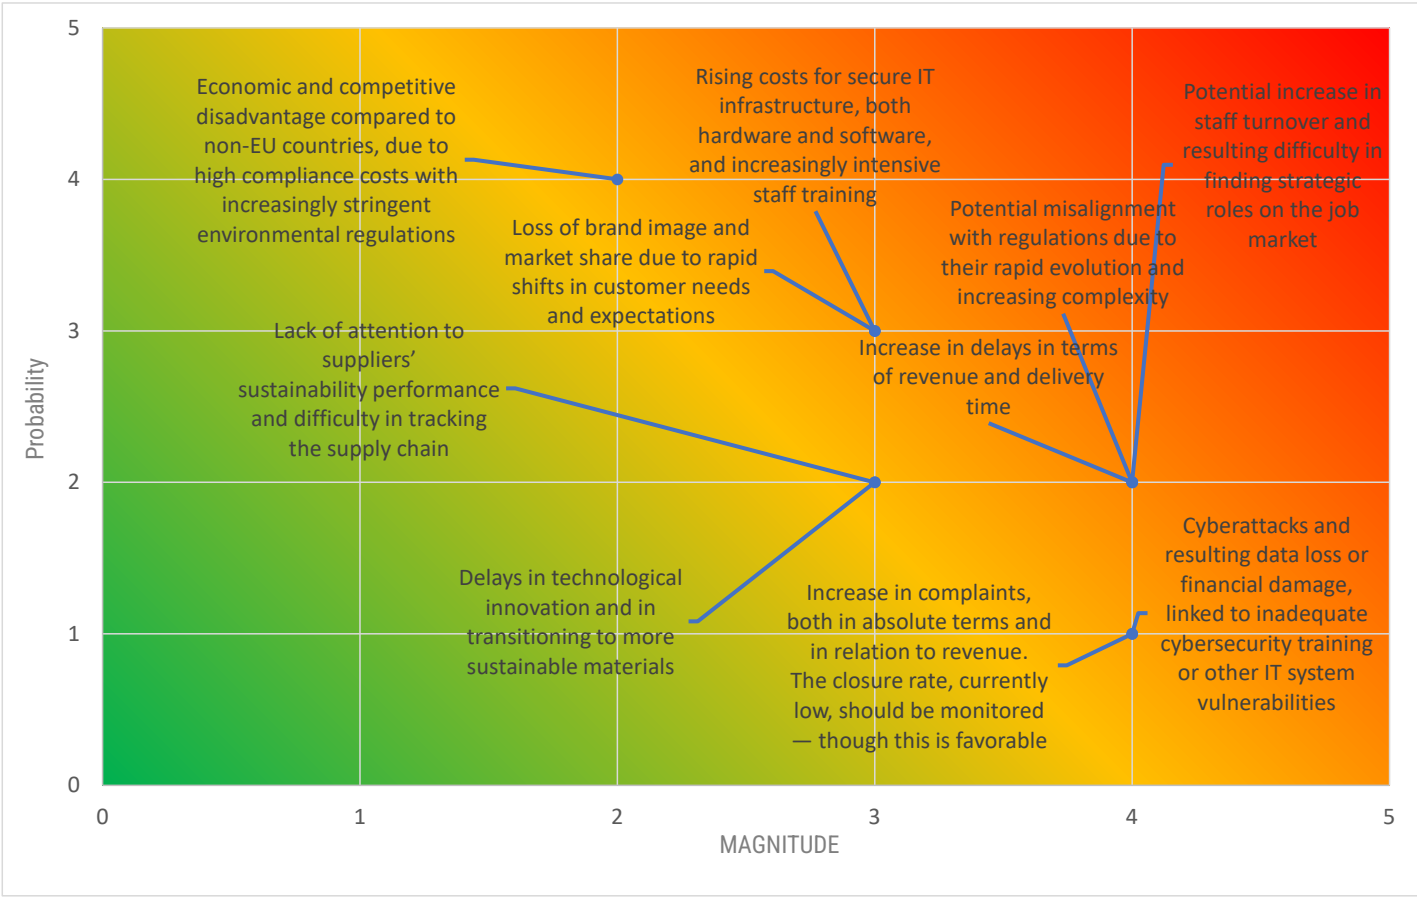 5
Economic and competitive
disadvantage compared to
non-EU countries, due to
high compliance costs with
increasingly stringent
environmental regulations
Rising costs for secure IT
infrastructure, both
hardware and software,
and increasingly intensive
staff training
Potential increase in
staff turnover and
resulting difficulty in
finding strategic
roles on the job
market
4
Loss of brand image and
market share due to rapid
shifts in customer needs
and expectations
Potential misalignment
with regulations due to
their rapid evolution and
increasing complexity
3
Lack of attention to
suppliers’
sustainability performance
and difficulty in tracking
the supply chain
Increase in delays in terms
of revenue and delivery
time
Probability
2
Delays in technological
innovation and in
transitioning to more
sustainable materials
Increase in complaints,
both in absolute terms and
in relation to revenue.
The closure rate, currently
low, should be monitored
— though this is favorable
Cyberattacks and
resulting data loss or
financial damage,
linked to inadequate
cybersecurity training
or other IT system
vulnerabilities
1
0
0 1 2 3 4 5
MAGNITUDE